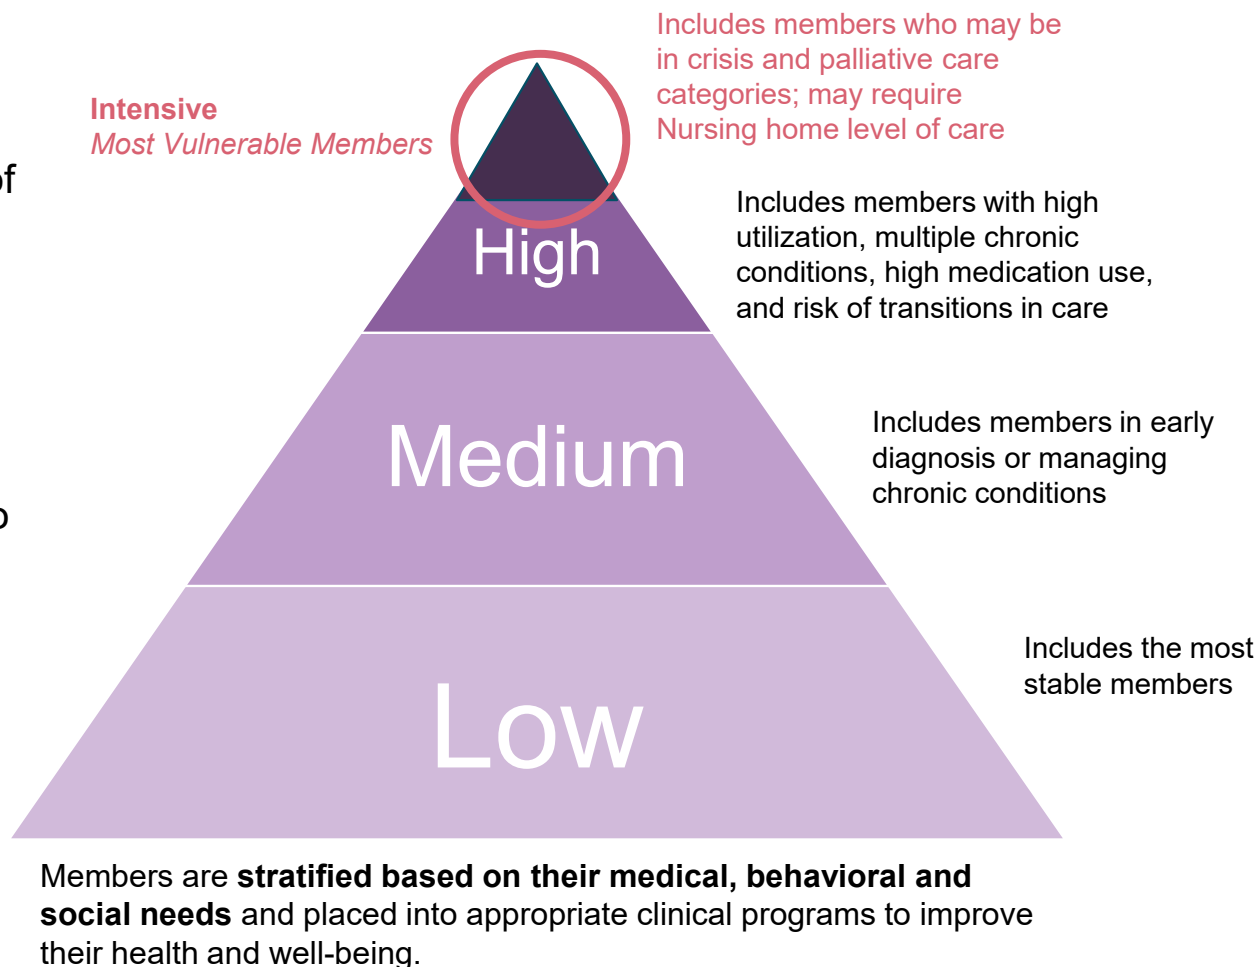 Includes members who may be
in crisis and palliative care
categories; may require
Nursing home level of care
Intensive
Most Vulnerable Members
of
Includes members with high
utilization, multiple chronic
conditions, high medication use,
and risk of transitions in care
High
Includes members in early
diagnosis or managing
chronic conditions
Medium
Includes the most
stable members
Low
Members are stratified based on their medical, behavioral and
social needs and placed into appropriate clinical programs to improve
their health and well-being.